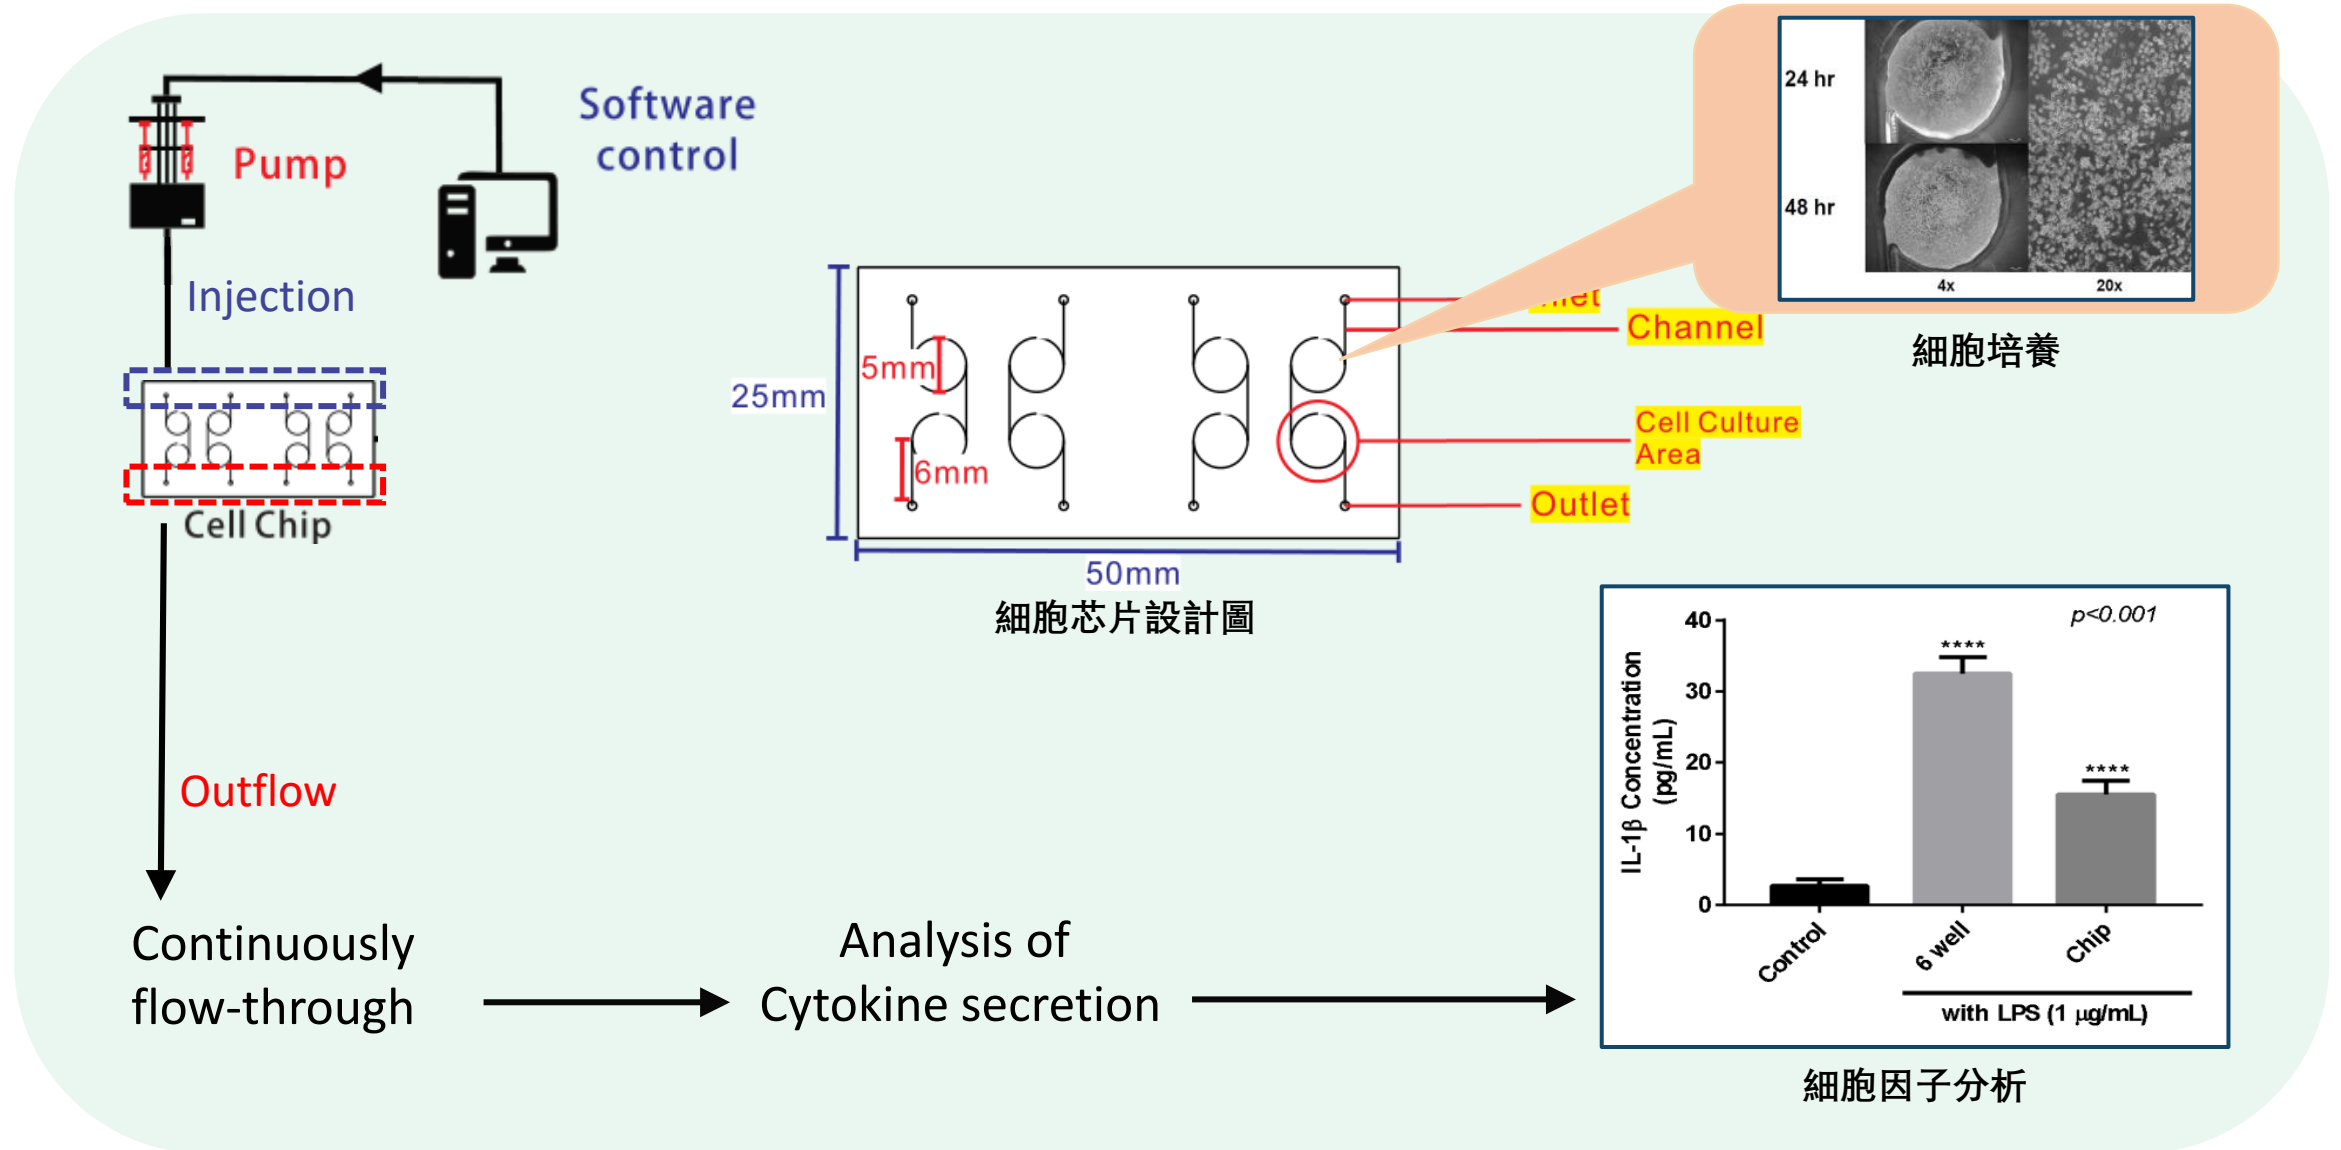 Software
control
Pump
Injection
Cell Chip
Outflow
Continuously
flow-through
Analysis of
Cytokine secretion
25mm
5mm
6mm
50mm
細胞芯片設計圖
Channel
Cell Culture
Area
Outlet
24 hr
48 hr
4x
20x
細胞培養
p<0.001
IL-1β Concentration
(pg/mL)
40
30
20
10
0
****
****
Control
6 well
Chip
with LPS (1 μg/mL)
細胞因子分析